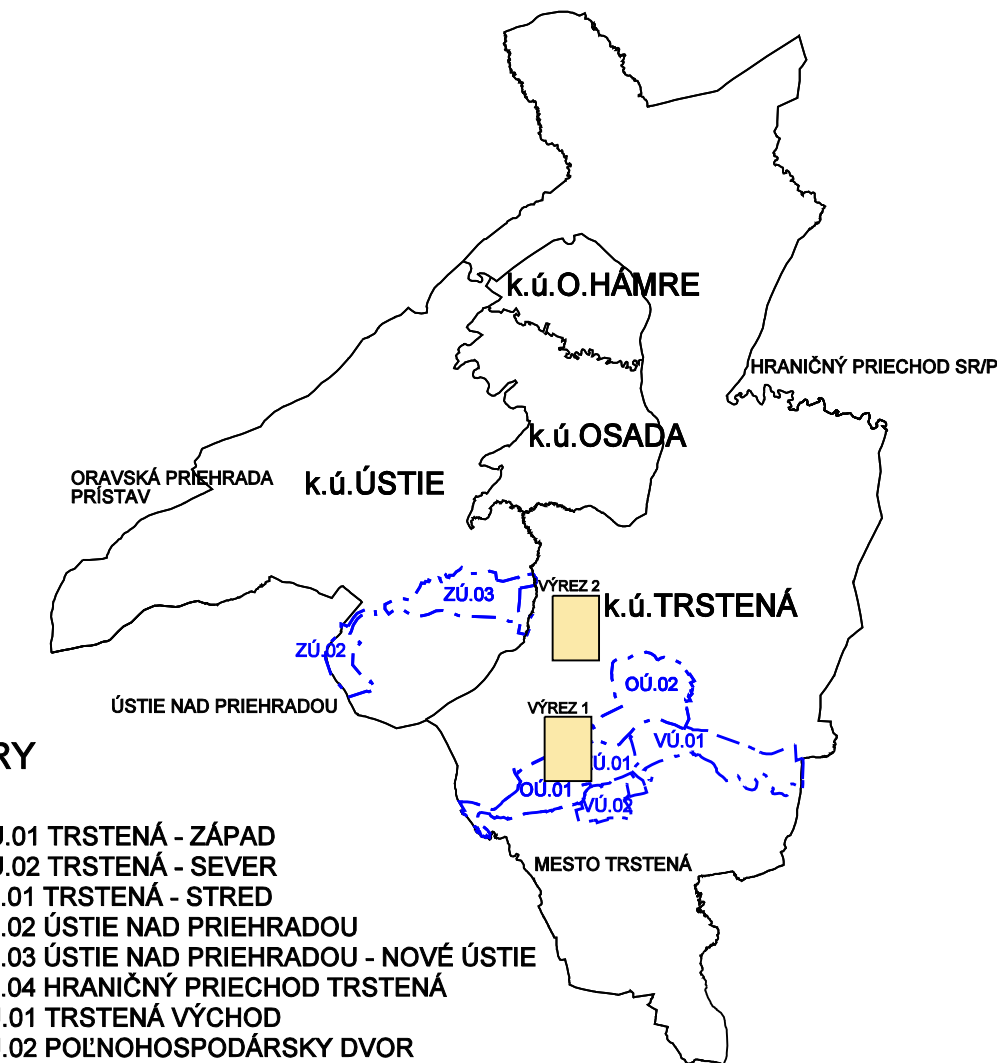 k.ú.O.HÁMRE
HRANIČNÝ PRIECHOD SR/P
k.ú.OSADA
ORAVSKÁ PRIEHRADA
PRÍSTAV
k.ú.ÚSTIE
VÝREZ 2
ZÚ.03
k.ú.TRSTENÁ
ZÚ.02
OÚ.02
ÚSTIE NAD PRIEHRADOU
VÝREZ 1
VÚ.01
RY
Ú.01
OÚ.01
VÚ.02
Ú.01 TRSTENÁ - ZÁPAD
MESTO TRSTENÁ
Ú.02 TRSTENÁ - SEVER
.01 TRSTENÁ - STRED
.02 ÚSTIE NAD PRIEHRADOU
.03 ÚSTIE NAD PRIEHRADOU - NOVÉ ÚSTIE
.04 HRANIČNÝ PRIECHOD TRSTENÁ
.01 TRSTENÁ VÝCHOD
.02 POĽNOHOSPODÁRSKY DVOR